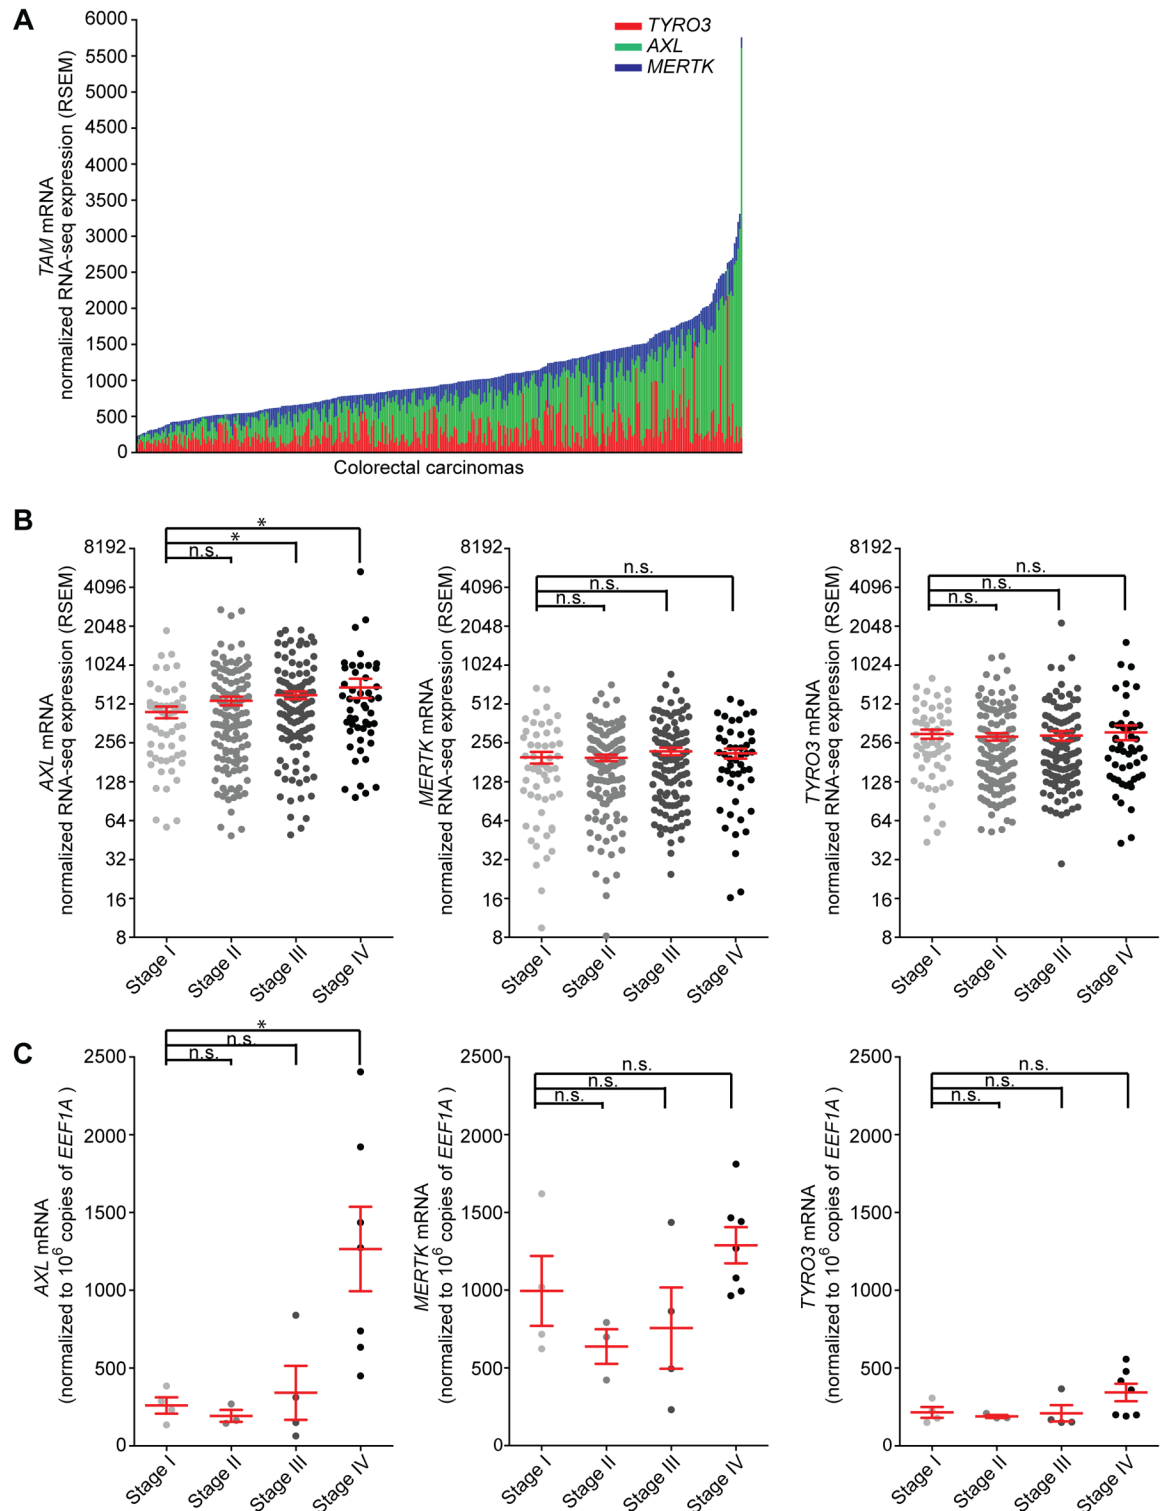 A
TAM mRNA
normalized RNA-seq expression (RSEM)
6000
5500
5000
4500
4000
3500
3000
2500
2000
1500
1000
500
0
TYRO3
AXL
MERTK
Colorectal carcinomas
B
AXL mRNA
normalized RNA-seq expression (RSEM)
8192
4096
2048
1024
512
256
128
64
32
16
8
*
*
n.s.
Stage I
Stage II
Stage III
Stage IV
MERTK mRNA
normalized RNA-seq expression (RSEM)
8192
4096
2048
1024
512
256
128
64
32
16
8
n.s.
n.s.
n.s.
Stage I
Stage II
Stage III
Stage IV
TYRO3 mRNA
normalized RNA-seq expression (RSEM)
8192
4096
2048
1024
512
256
128
64
32
16
8
n.s.
n.s.
n.s.
Stage I
Stage II
Stage III
Stage IV
C
AXL mRNA
(normalized to 10⁶ copies of EEF1A )
2500
2000
1500
1000
500
0
*
n.s.
n.s.
Stage I
Stage II
Stage III
Stage IV
MERTK mRNA
(normalized to 10⁶ copies of EEF1A )
2500
2000
1500
1000
500
0
n.s.
n.s.
n.s.
Stage I
Stage II
Stage III
Stage IV
TYRO3 mRNA
(normalized to 10⁶ copies of EEF1A )
2500
2000
1500
1000
500
0
n.s.
n.s.
n.s.
Stage I
Stage II
Stage III
Stage IV